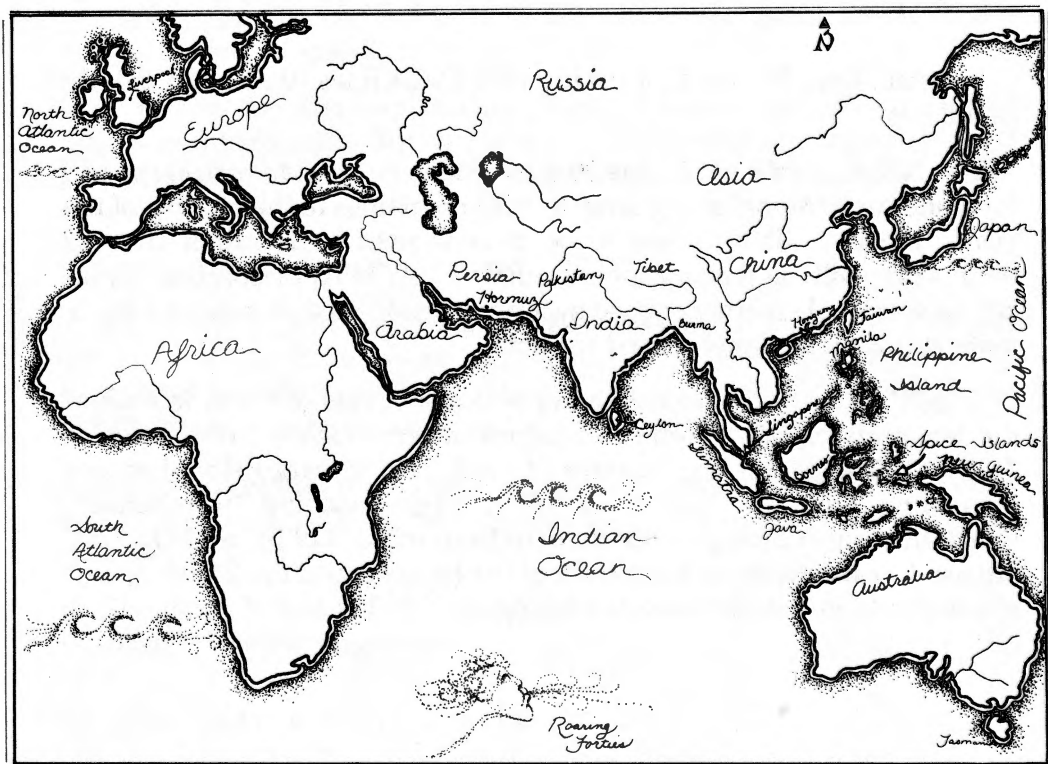 N
Russia
Liverpool
North
Atlantic
Ocean
Europe
Asia
Japan
Persia
Pakistan
Tibet
China
Hormuz
India
Burma
Hong Kong
Taiwan
Arabia
Manila
Africa
Philippine
Island
Pacific Ocean
Ceylon
Singapore
Spice Islands
New Guinea
Sumatra
Borneo
Java
South
Atlantic
Ocean
Indian
Ocean
Australia
Roaring
Forties
Tasmania